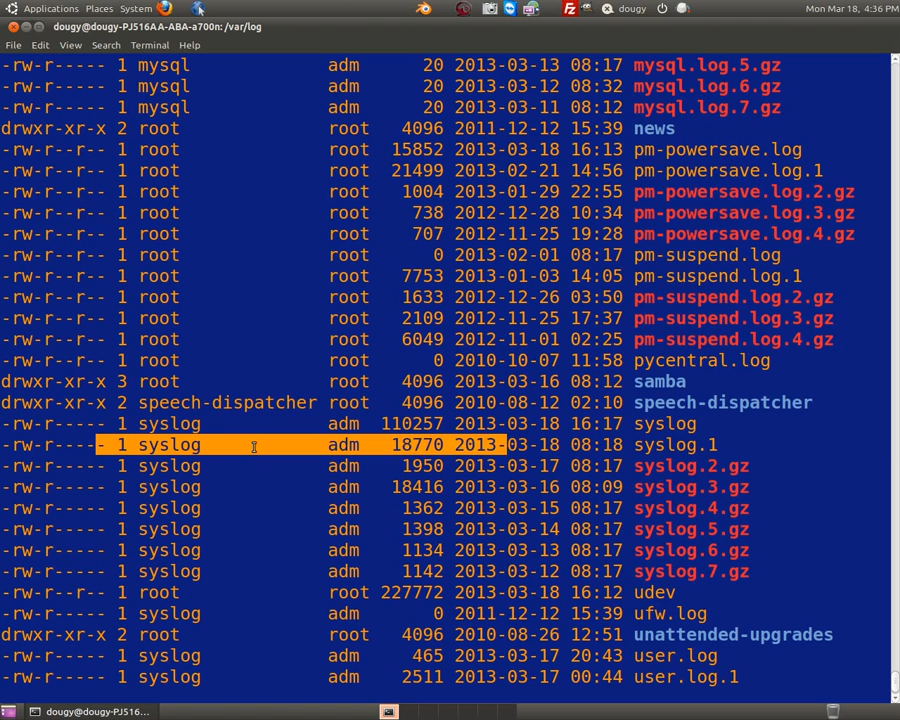 Applications Places System dougy Mon Mar 18, 4:36 PM
dougy@dougy-PJ516AA-ABA-a700n: /var/log
File Edit View Search Terminal Help
-rw-r----- 1 mysql adm 20 2013-03-13 08:17 mysql.log.5.gz
-rw-r----- 1 mysql adm 20 2013-03-12 08:32 mysql.log.6.gz
-rw-r----- 1 mysql adm 20 2013-03-11 08:12 mysql.log.7.gz
drwxr-xr-x 2 root root 4096 2011-12-12 15:39 news
-rw-r--r-- 1 root root 15852 2013-03-18 16:13 pm-powersave.log
-rw-r--r-- 1 root root 21499 2013-02-21 14:56 pm-powersave.log.1
-rw-r--r-- 1 root root 1004 2013-01-29 22:55 pm-powersave.log.2.gz
-rw-r--r-- 1 root root 738 2012-12-28 10:34 pm-powersave.log.3.gz
-rw-r--r-- 1 root root 707 2012-11-25 19:28 pm-powersave.log.4.gz
-rw-r--r-- 1 root root 0 2013-02-01 08:17 pm-suspend.log
-rw-r--r-- 1 root root 7753 2013-01-03 14:05 pm-suspend.log.1
-rw-r--r-- 1 root root 1633 2012-12-26 03:50 pm-suspend.log.2.gz
-rw-r--r-- 1 root root 2109 2012-11-25 17:37 pm-suspend.log.3.gz
-rw-r--r-- 1 root root 6049 2012-11-01 02:25 pm-suspend.log.4.gz
-rw-r--r-- 1 root root 0 2010-10-07 11:58 pycentral.log
drwxr-xr-x 3 root root 4096 2013-03-16 08:12 samba
drwxr-xr-x 2 speech-dispatcher root 4096 2010-08-12 02:10 speech-dispatcher
-rw-r----- 1 syslog adm 110257 2013-03-18 16:17 syslog
-rw-r----- 1 syslog adm 18770 2013-03-18 08:18 syslog.1
-rw-r----- 1 syslog adm 1950 2013-03-17 08:17 syslog.2.gz
-rw-r----- 1 syslog adm 18416 2013-03-16 08:09 syslog.3.gz
-rw-r----- 1 syslog adm 1362 2013-03-15 08:17 syslog.4.gz
-rw-r----- 1 syslog adm 1398 2013-03-14 08:17 syslog.5.gz
-rw-r----- 1 syslog adm 1134 2013-03-13 08:17 syslog.6.gz
-rw-r----- 1 syslog adm 1142 2013-03-12 08:32 syslog.7.gz
-rw-r--r-- 1 root root 227772 2013-03-18 16:12 udev
-rw-r----- 1 syslog adm 0 2011-12-12 15:39 ufw.log
drwxr-xr-x 2 root root 4096 2010-08-26 12:51 unattended-upgrades
-rw-r----- 1 syslog adm 465 2013-03-17 20:43 user.log
-rw-r----- 1 syslog adm 2511 2013-03-17 00:44 user.log.1
dougy@dougy-PJ516...